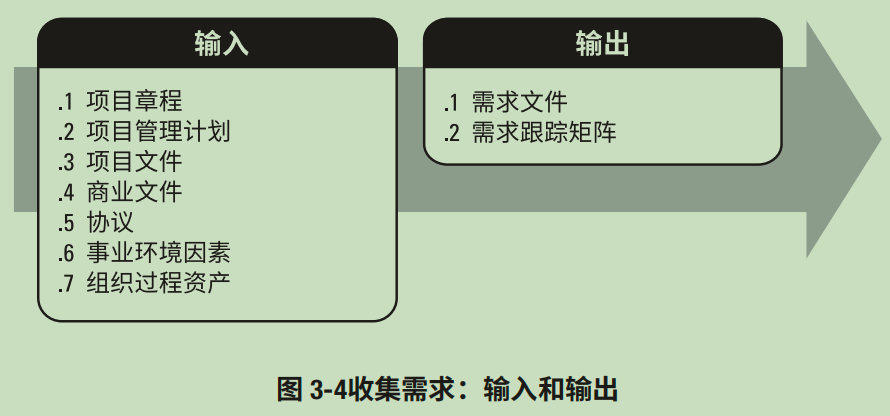 输入
.1 项目章程
.2 项目管理计划
.3 项目文件
.4 商业文件
.5 协议
.6 事业环境因素
.7 组织过程资产
输出
.1 需求文件
.2 需求跟踪矩阵
图 3-4收集需求：输入和输出